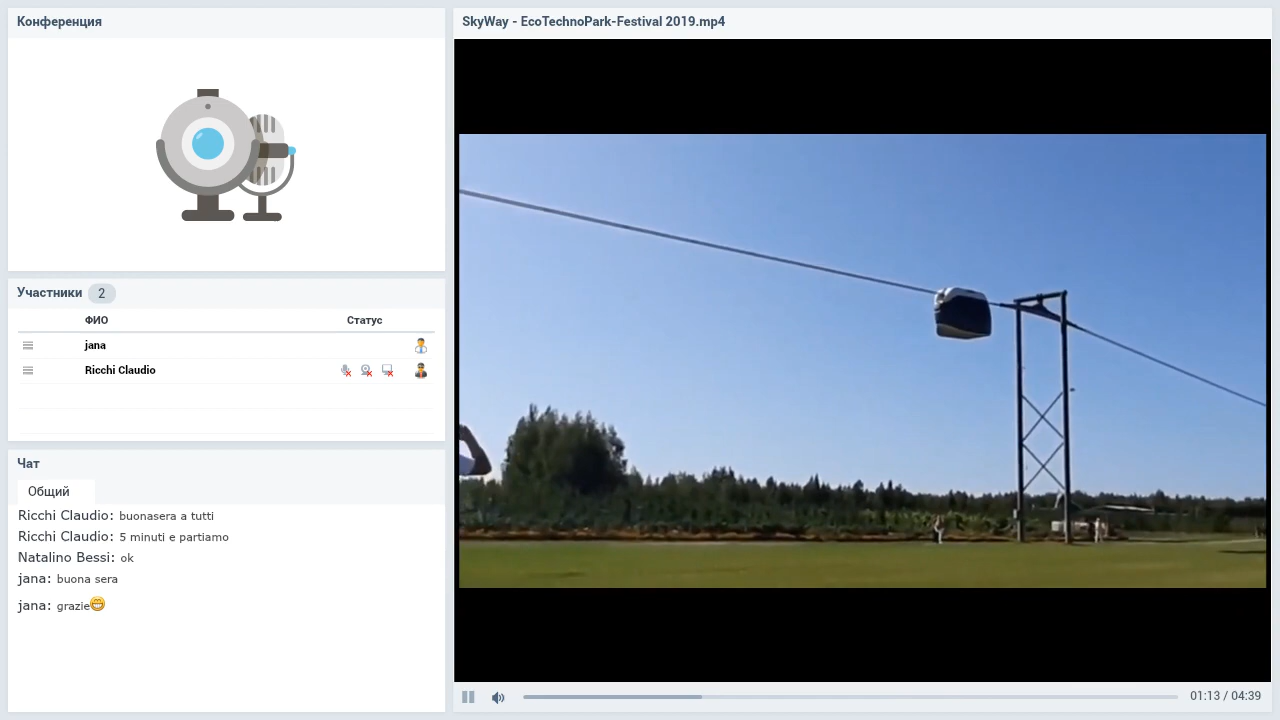 Конференция
Участники 2
ФИО Статус
jana
Ricchi Claudio
Чат
Общий
Ricchi Claudio: buonasera a tutti
Ricchi Claudio: 5 minuti e partiamo
Natalino Bessi: ok
jana: buona sera
jana: grazie
SkyWay - EcoTechnoPark-Festival 2019.mp4
01:13 / 04:39